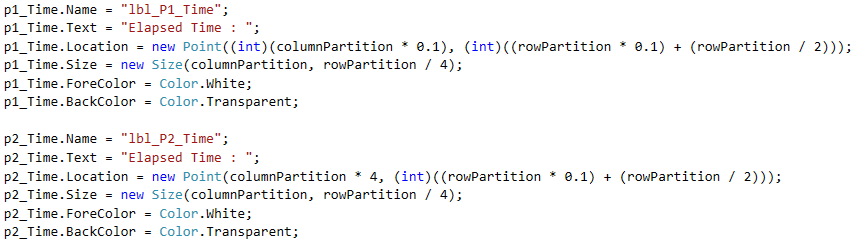 p1_Time.Name = "lbl_P1_Time";
p1_Time.Text = "Elapsed Time : ";
p1_Time.Location = new Point((int)(columnPartition * 0.1), (int)((rowPartition * 0.1) + (rowPartition / 2)));
p1_Time.Size = new Size(columnPartition, rowPartition / 4);
p1_Time.ForeColor = Color.White;
p1_Time.BackColor = Color.Transparent;

p2_Time.Name = "lbl_P2_Time";
p2_Time.Text = "Elapsed Time : ";
p2_Time.Location = new Point(columnPartition * 4, (int)((rowPartition * 0.1) + (rowPartition / 2)));
p2_Time.Size = new Size(columnPartition, rowPartition / 4);
p2_Time.ForeColor = Color.White;
p2_Time.BackColor = Color.Transparent;